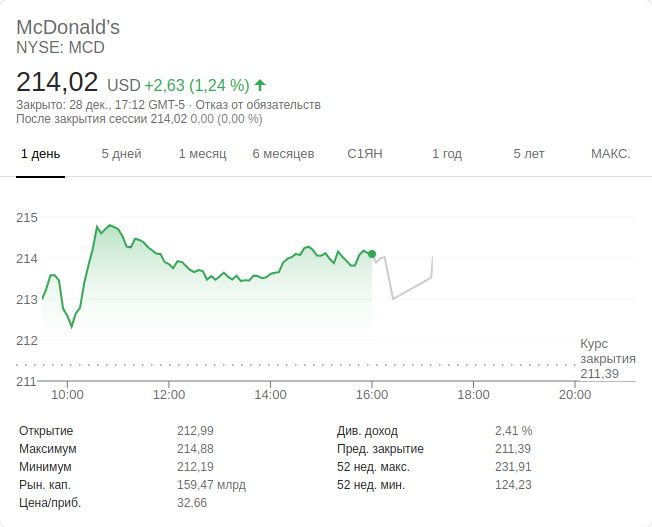 McDonald’s
NYSE: MCD
214,02 USD +2,63 (1,24 %)
Закрыто: 28 дек., 17:12 GMT-5 · Отказ от обязательств
После закрытия сессии 214,02 0,00 (0,00 %)
1 день 5 дней 1 месяц 6 месяцев С1ЯН 1 год 5 лет МАКС.
215
214
213
212
Курс
закрытия
211,39
211
10:00 12:00 14:00 16:00 18:00 20:00
Открытие 212,99 Див. доход 2,41 %
Максимум 214,88 Пред. закрытие 211,39
Минимум 212,19 52 нед. макс. 231,91
Рын. кап. 159,47 млрд 52 нед. мин. 124,23
Цена/приб. 32,66